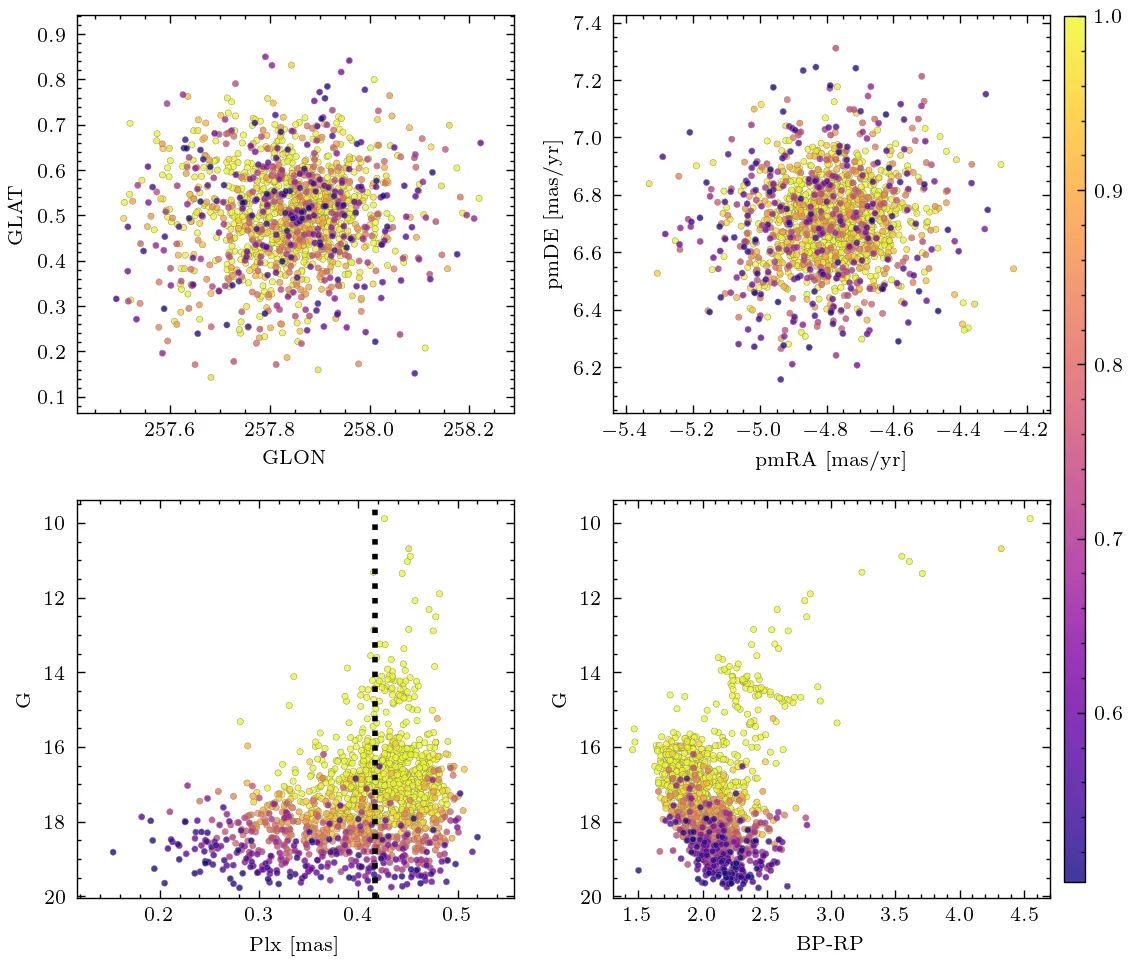 0.9
0.8
0.7
0.6
0.5
0.4
0.3
0.2
0.1
GLAT
257.6 257.8 258.0 258.2
GLON
7.4
7.2
7.0
6.8
6.6
6.4
6.2
pmDE [mas/yr]
−5.4 −5.2 −5.0 −4.8 −4.6 −4.4 −4.2
pmRA [mas/yr]
1.0
0.9
0.8
0.7
0.6
10
12
14
16
18
20
G
0.2 0.3 0.4 0.5
Plx [mas]
10
12
14
16
18
20
G
1.5 2.0 2.5 3.0 3.5 4.0 4.5
BP-RP